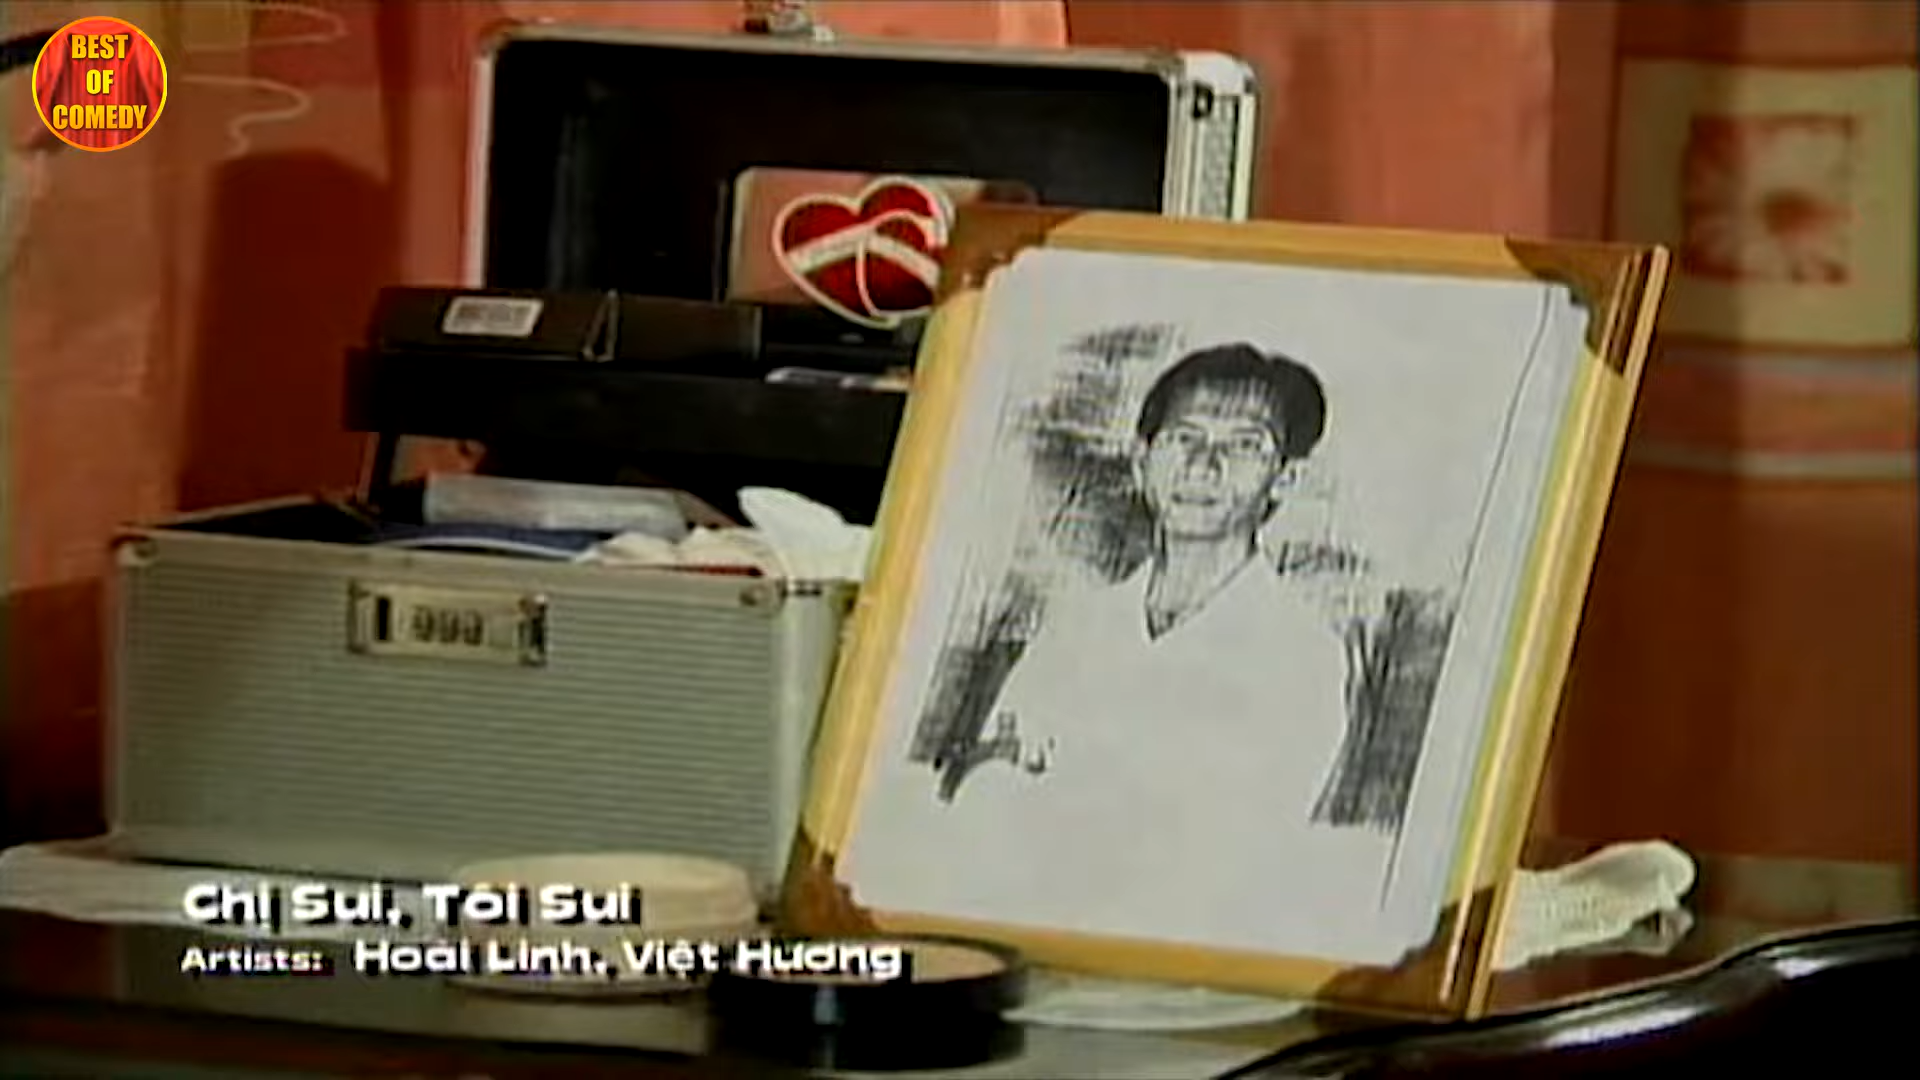 BEST
OF
COMEDY
Chị Sui, Tôi Sui
Artists: Hoài Linh, Việt Hương